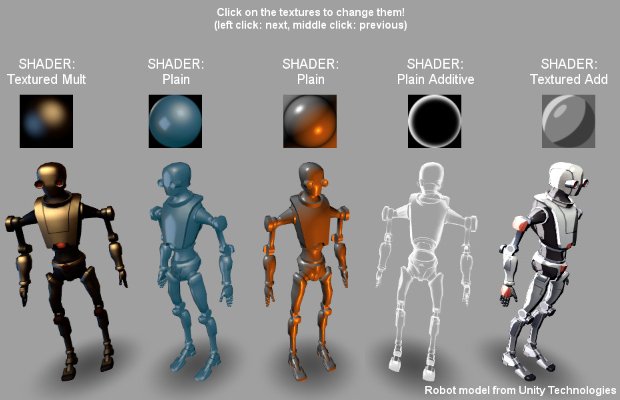 Click on the textures to change them!
(left click: next, middle click: previous)
SHADER:
Textured Mult
SHADER:
Plain
SHADER:
Plain
SHADER:
Plain Additive
SHADER:
Textured Add
Robot model from Unity Technologies